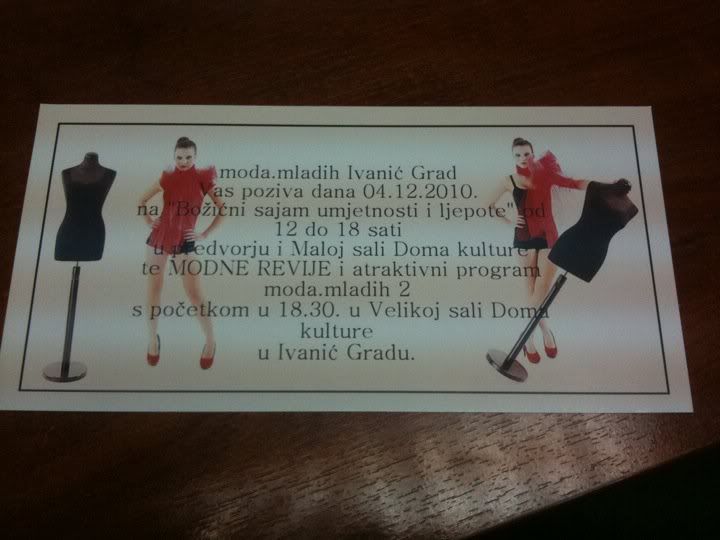 moda.mladih Ivanić Grad
Vas poziva dana 04.12.2010.
na "Božićni sajam umjetnosti i ljepote" od
12 do 18 sati
u predvorju i Maloj sali Doma kulture
te MODNE REVIJE i atraktivni program
moda.mladih 2
s početkom u 18.30. u Velikoj sali Doma
kulture
u Ivanić Gradu.